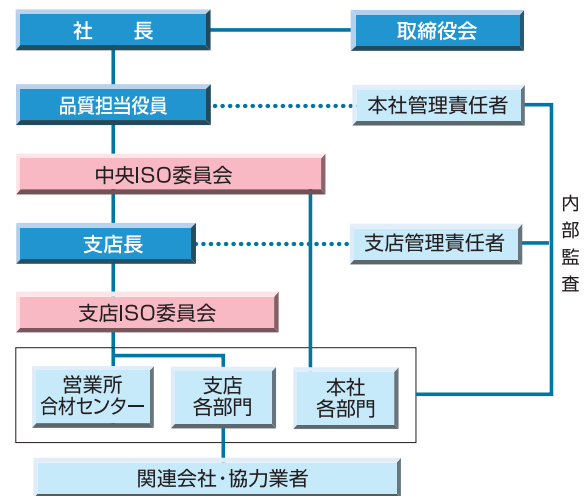 社　長
取締役会
品質担当役員
本社管理責任者
中央ISO委員会
支店長
支店管理責任者
内部監査
支店ISO委員会
営業所
合材センター
支店
各部門
本社
各部門
関連会社・協力業者